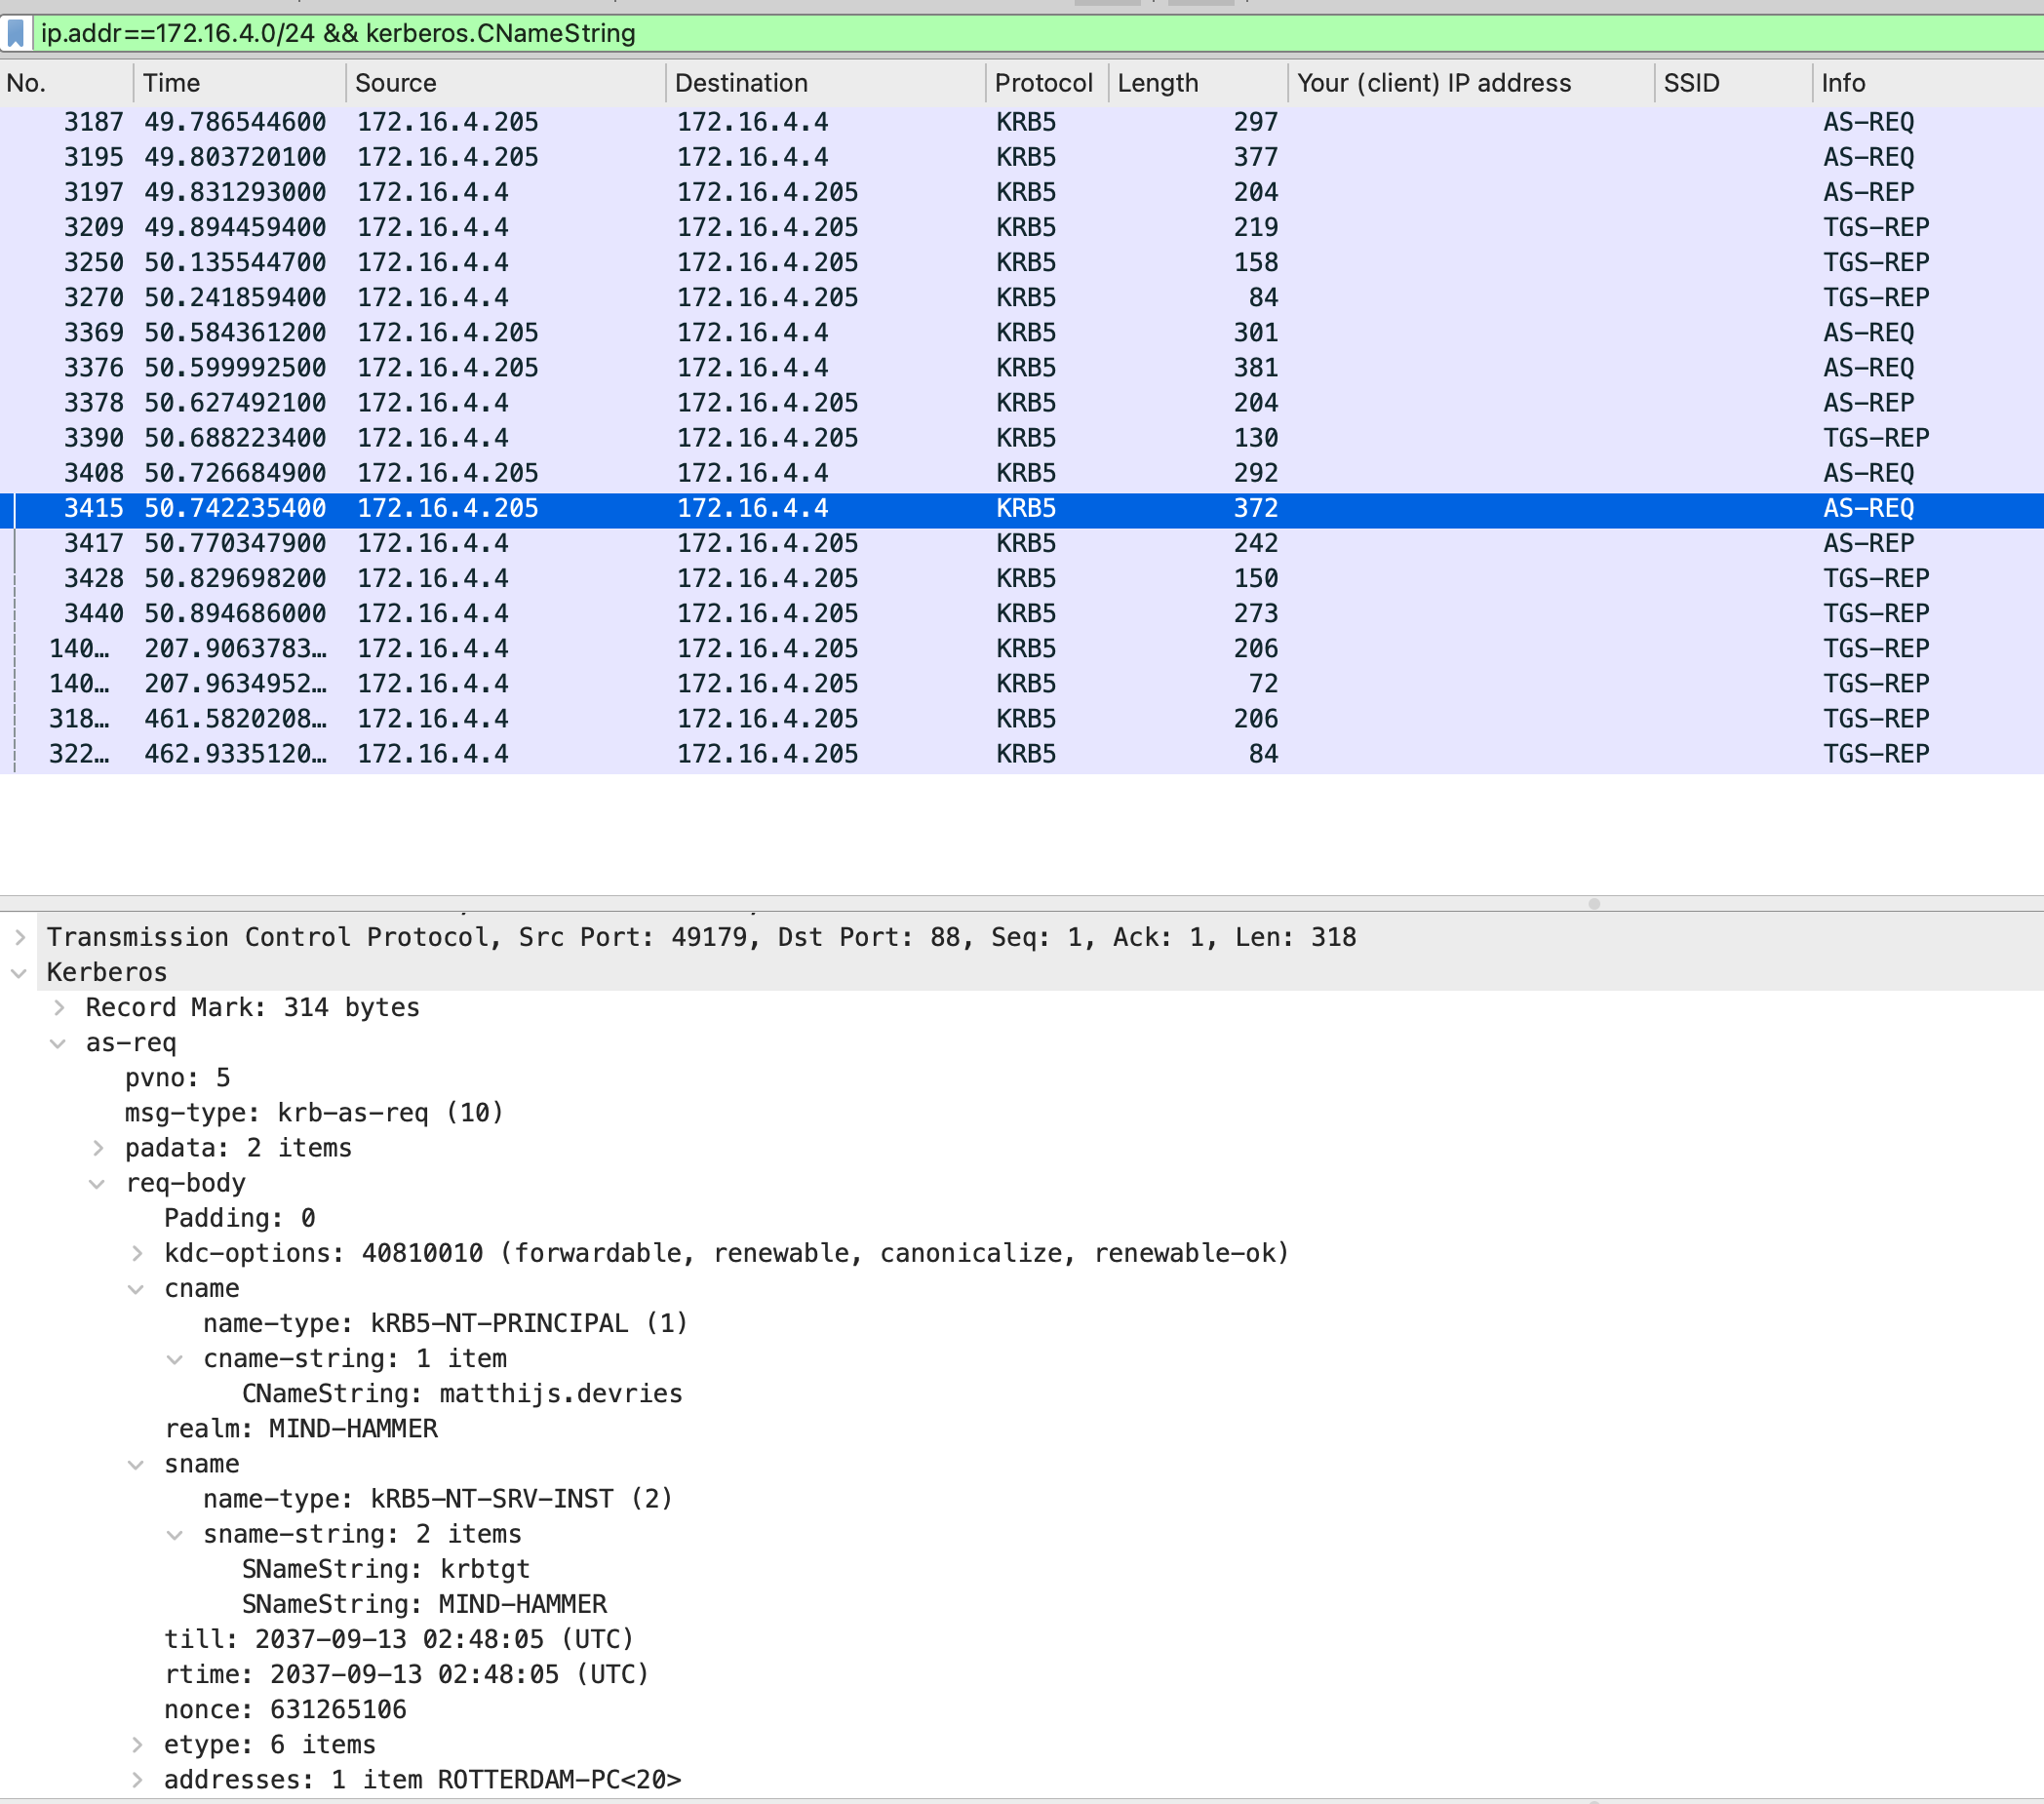 ip.addr==172.16.4.0/24 && kerberos.CNameString
No. Time Source Destination Protocol Length Your (client) IP address SSID Info
3187 49.786544600 172.16.4.205 172.16.4.4 KRB5 297 AS-REQ
3195 49.803720100 172.16.4.205 172.16.4.4 KRB5 377 AS-REQ
3197 49.831293000 172.16.4.4 172.16.4.205 KRB5 204 AS-REP
3209 49.894459400 172.16.4.4 172.16.4.205 KRB5 219 TGS-REP
3250 50.135544700 172.16.4.4 172.16.4.205 KRB5 158 TGS-REP
3270 50.241859400 172.16.4.4 172.16.4.205 KRB5 84 TGS-REP
3369 50.584361200 172.16.4.205 172.16.4.4 KRB5 301 AS-REQ
3376 50.599992500 172.16.4.205 172.16.4.4 KRB5 381 AS-REQ
3378 50.627492100 172.16.4.4 172.16.4.205 KRB5 204 AS-REP
3390 50.688223400 172.16.4.4 172.16.4.205 KRB5 130 TGS-REP
3408 50.726684900 172.16.4.205 172.16.4.4 KRB5 292 AS-REQ
3415 50.742235400 172.16.4.205 172.16.4.4 KRB5 372 AS-REQ
3417 50.770347900 172.16.4.4 172.16.4.205 KRB5 242 AS-REP
3428 50.829698200 172.16.4.4 172.16.4.205 KRB5 150 TGS-REP
3440 50.894686000 172.16.4.4 172.16.4.205 KRB5 273 TGS-REP
140… 207.9063783… 172.16.4.4 172.16.4.205 KRB5 206 TGS-REP
140… 207.9634952… 172.16.4.4 172.16.4.205 KRB5 72 TGS-REP
318… 461.5820208… 172.16.4.4 172.16.4.205 KRB5 206 TGS-REP
322… 462.9335120… 172.16.4.4 172.16.4.205 KRB5 84 TGS-REP
Transmission Control Protocol, Src Port: 49179, Dst Port: 88, Seq: 1, Ack: 1, Len: 318
Kerberos
Record Mark: 314 bytes
as-req
pvno: 5
msg-type: krb-as-req (10)
padata: 2 items
req-body
Padding: 0
kdc-options: 40810010 (forwardable, renewable, canonicalize, renewable-ok)
cname
name-type: kRB5-NT-PRINCIPAL (1)
cname-string: 1 item
CNameString: matthijs.devries
realm: MIND-HAMMER
sname
name-type: kRB5-NT-SRV-INST (2)
sname-string: 2 items
SNameString: krbtgt
SNameString: MIND-HAMMER
till: 2037-09-13 02:48:05 (UTC)
rtime: 2037-09-13 02:48:05 (UTC)
nonce: 631265106
etype: 6 items
addresses: 1 item ROTTERDAM-PC<20>